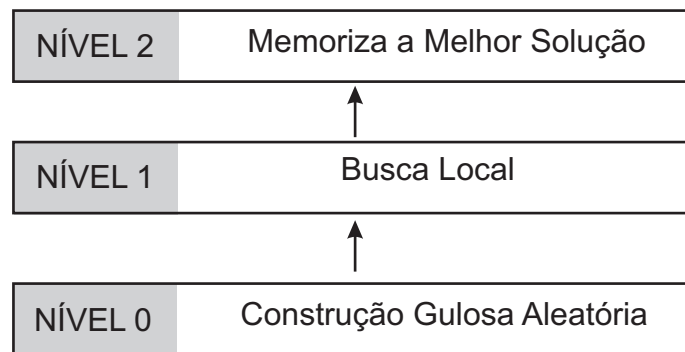 NÍVEL 2 Memoriza a Melhor Solução
NÍVEL 1 Busca Local
NÍVEL 0 Construção Gulosa Aleatória